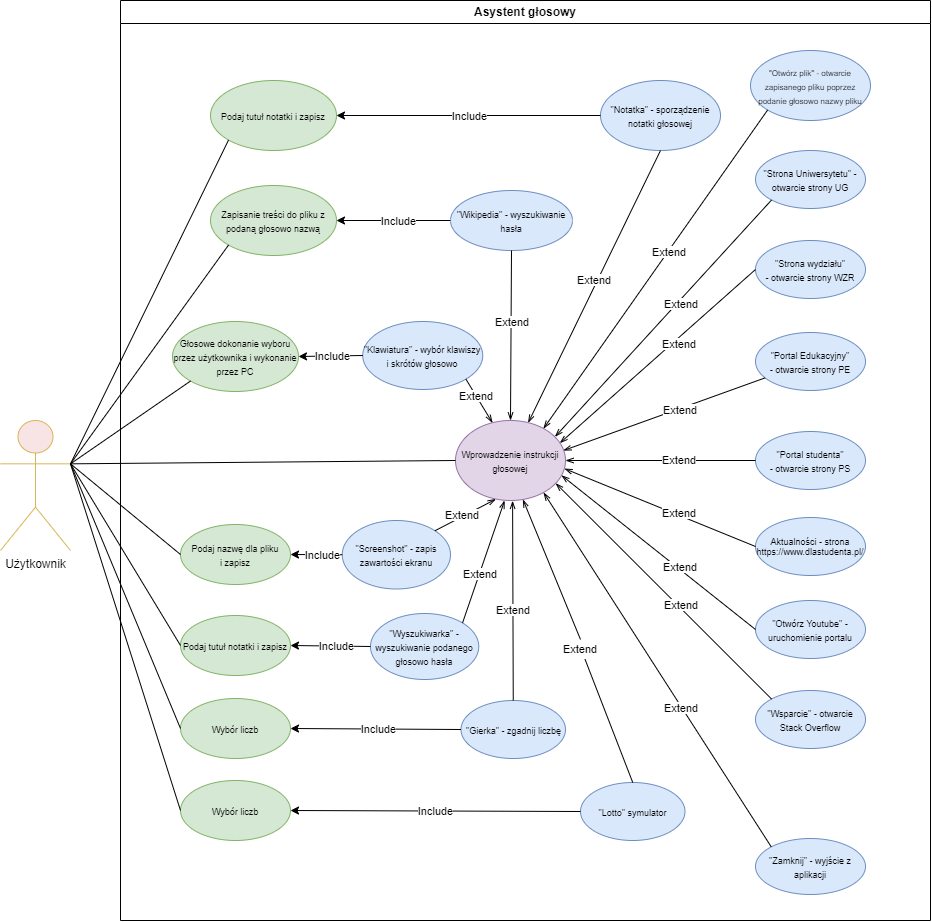 Asystent głosowy
"Otwórz plik" - otwarcie
zapisanego pliku poprzez
podanie głosowo nazwy pliku
Podaj tutuł notatki i zapisz
Include
"Notatka" - sporządzenie
notatki głosowej
"Strona Uniwersytetu" -
otwarcie strony UG
Zapisanie treści do pliku z
podaną głosowo nazwą
Include
"Wikipedia" - wyszukiwanie
hasła
Extend
"Strona wydziału"
- otwarcie strony WZR
Extend
Extend
Extend
Extend
Głosowe dokonanie wyboru
przez użytkownika i wykonanie
przez PC
Include
"Klawiatura" - wybór klawiszy
i skrótów głosowo
"Portal Edukacyjny"
- otwarcie strony PE
Extend
Extend
Wprowadzenie instrukcji
głosowej
Extend
"Portal studenta"
- otwarcie strony PS
Extend
Extend
Użytkownik
Podaj nazwę dla pliku
i zapisz
Include
"Screenshot" - zapis
zawartości ekranu
Aktualności - strona
https://www.dlastudenta.pl/
Extend
Extend
Extend
Extend
"Otwórz Youtube" -
uruchomienie portalu
Podaj tutuł notatki i zapisz
Include
"Wyszukiwarka" -
wyszukiwanie podanego
głosowo hasła
Extend
Extend
"Wsparcie" - otwarcie
Stack Overflow
Wybór liczb
Include
"Gierka" - zgadnij liczbę
Wybór liczb
Include
"Lotto" symulator
"Zamknij" - wyjście z
aplikacji